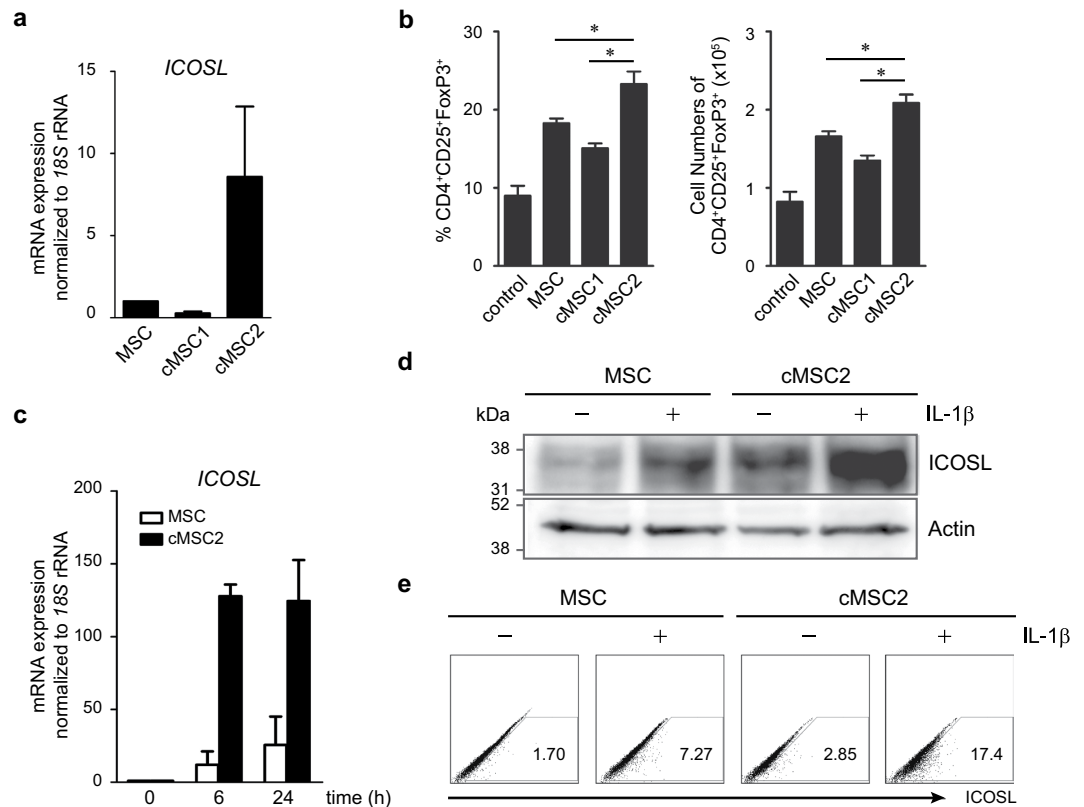 a
ICOSL
mRNA expression
normalized to 18S rRNA
15
10
5
0
MSC
cMSC1
cMSC2
b
% CD4⁺CD25⁺FoxP3⁺
30
20
10
0
*
*
control
MSC
cMSC1
cMSC2
Cell Numbers of
CD4⁺CD25⁺FoxP3⁺ (x10⁵)
3
2
1
0
*
*
control
MSC
cMSC1
cMSC2
c
ICOSL
mRNA expression
normalized to 18S rRNA
200
150
100
50
0
MSC
cMSC2
0 6 24 time (h)
d
MSC cMSC2
kDa − + − + IL-1β
38
31
ICOSL
52
38
Actin
e
MSC cMSC2
− + − + IL-1β
1.70 7.27 2.85 17.4
ICOSL